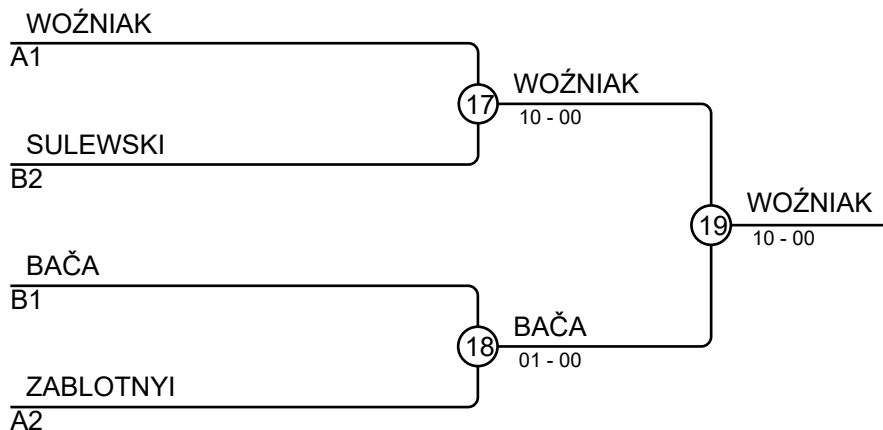 WOŹNIAK
A1
17
WOŹNIAK
10 - 00
SULEWSKI
B2
19
WOŹNIAK
10 - 00
BAČA
B1
18
BAČA
01 - 00
ZABLOTNYI
A2